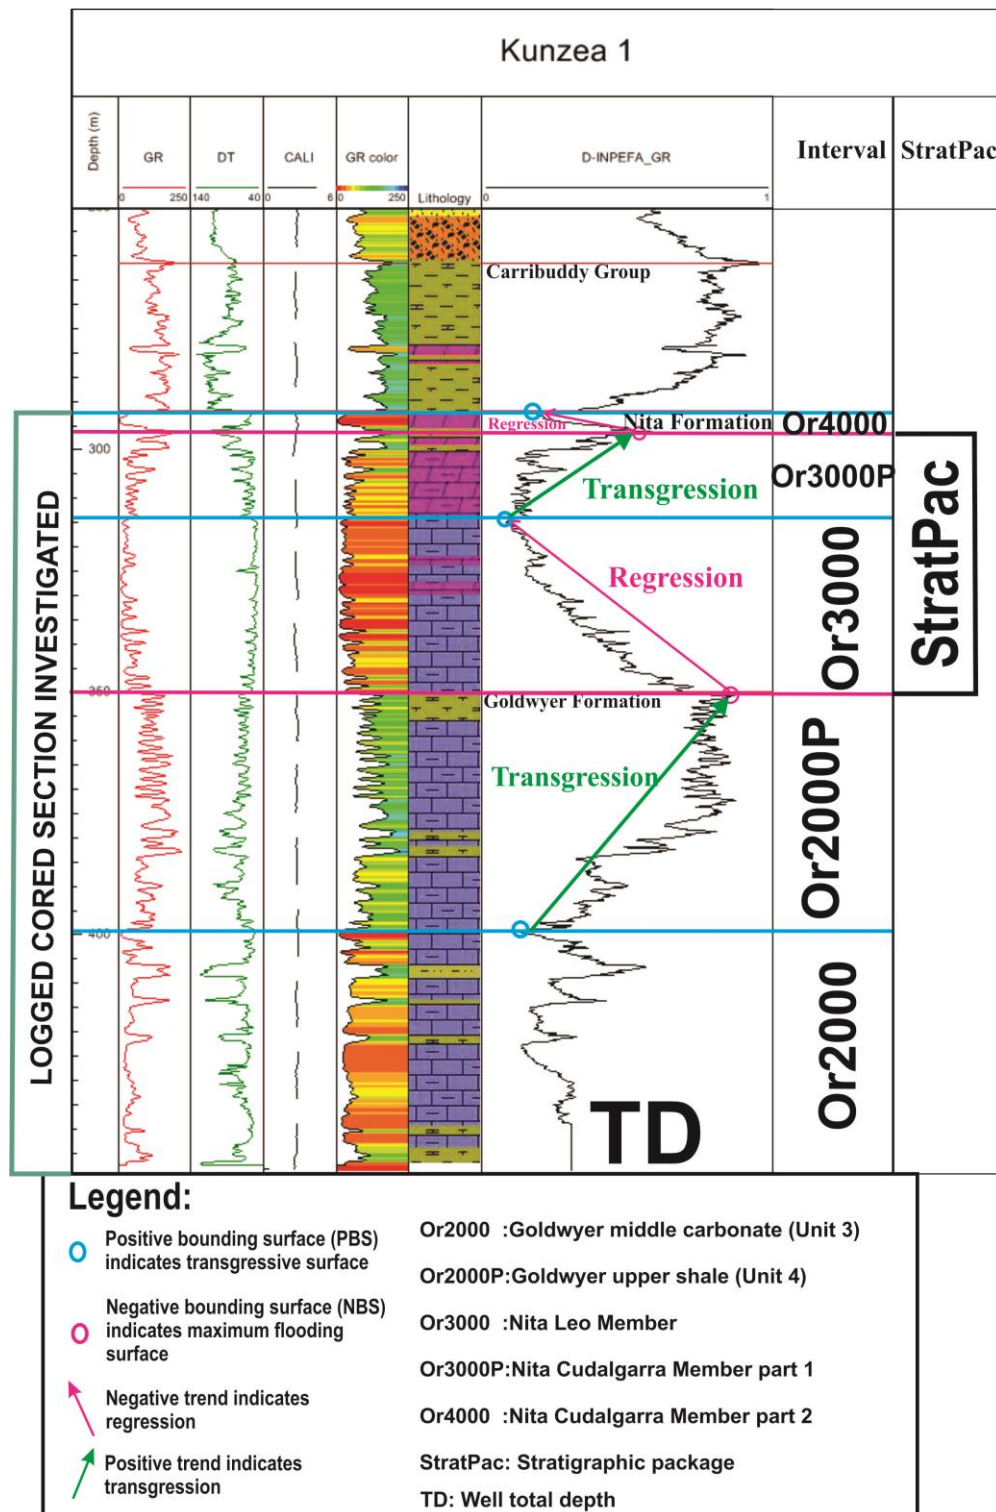 Kunzea 1
Depth (m)
GR
DT
CALI
GR color
Lithology
D-INPEFA_GR
Interval
StratPac
0 250
140 40
0 6
0 250
0 1
Carribuddy Group
Regression
Nita Formation
Or4000
300
Transgression
Or3000P
Regression
Or3000
StratPac
350
Goldwyer Formation
Transgression
Or2000P
400
Or2000
TD
LOGGED CORED SECTION INVESTIGATED
Legend:
Positive bounding surface (PBS)
indicates transgressive surface
Negative bounding surface (NBS)
indicates maximum flooding
surface
Negative trend indicates
regression
Positive trend indicates
transgression
Or2000 :Goldwyer middle carbonate (Unit 3)
Or2000P:Goldwyer upper shale (Unit 4)
Or3000 :Nita Leo Member
Or3000P:Nita Cudalgarra Member part 1
Or4000 :Nita Cudalgarra Member part 2
StratPac: Stratigraphic package
TD: Well total depth